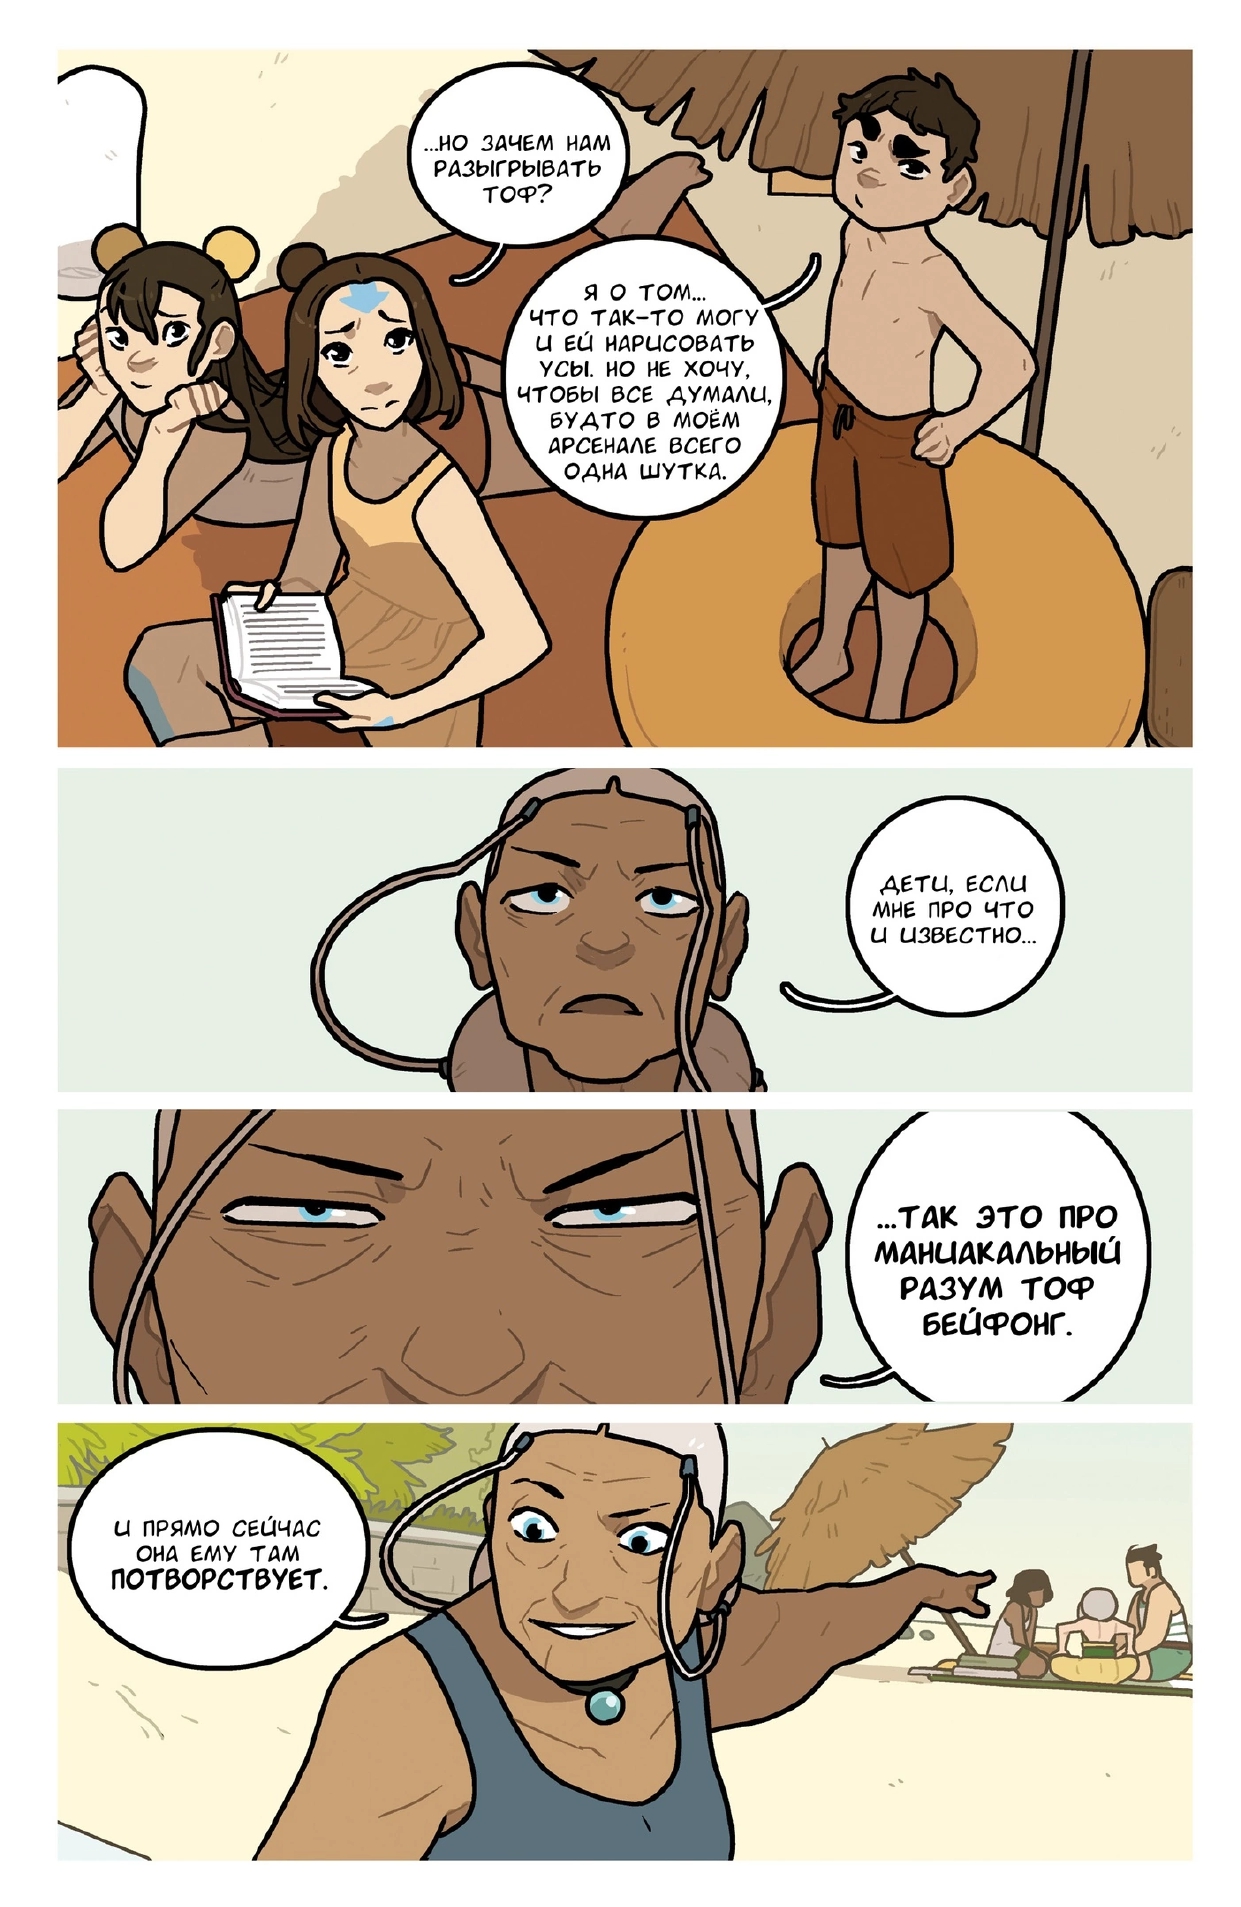 ...НО ЗАЧЕМ НАМ
РАЗЫГРЫВАТЬ
ТОФ?
Я О ТОМ...
ЧТО ТАК-ТО МОГУ
И ЕЙ НАРИСОВАТЬ
УСЫ. НО НЕ ХОЧУ,
ЧТОБЫ ВСЕ ДУМАЛИ,
БУДТО В МОЁМ
АРСЕНАЛЕ ВСЕГО
ОДНА ШУТКА.
ДЕТИ, ЕСЛИ
МНЕ ПРО ЧТО
И ИЗВЕСТНО...
...ТАК ЭТО ПРО
МАНИАКАЛЬНЫЙ
РАЗУМ ТОФ
БЕЙФОНГ.
И ПРЯМО СЕЙЧАС
ОНА ЕМУ ТАМ
ПОТВОРСТВУЕТ.